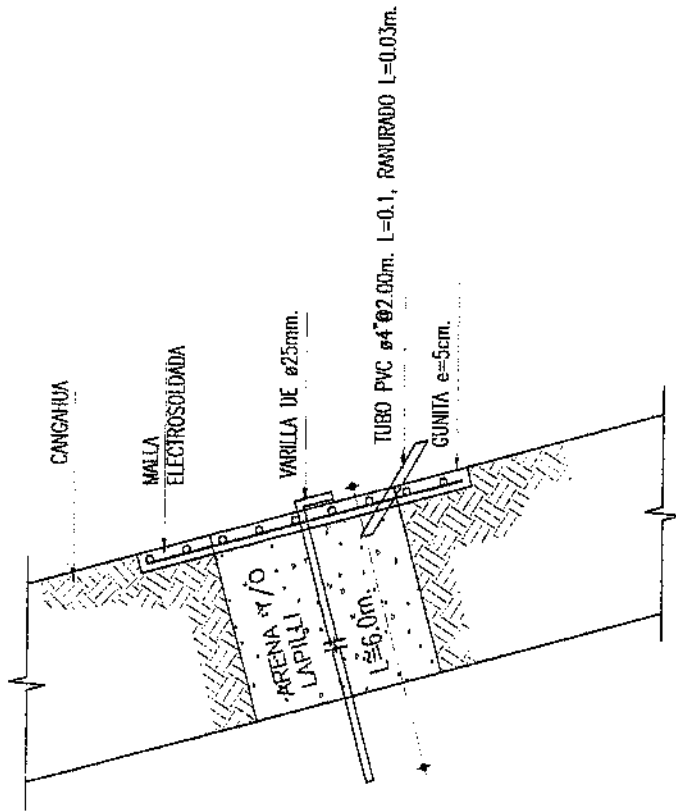 CANGAHUA
MALLA
ELECTROSOLDADA
VARILLA DE ø25mm.
TUBO PVC ø4"@2.00m. L=0.1, RANURADO L=0.03m.
GUNITA e=5cm.
ARENA Y/O
LAPILLI
L=6.0m.